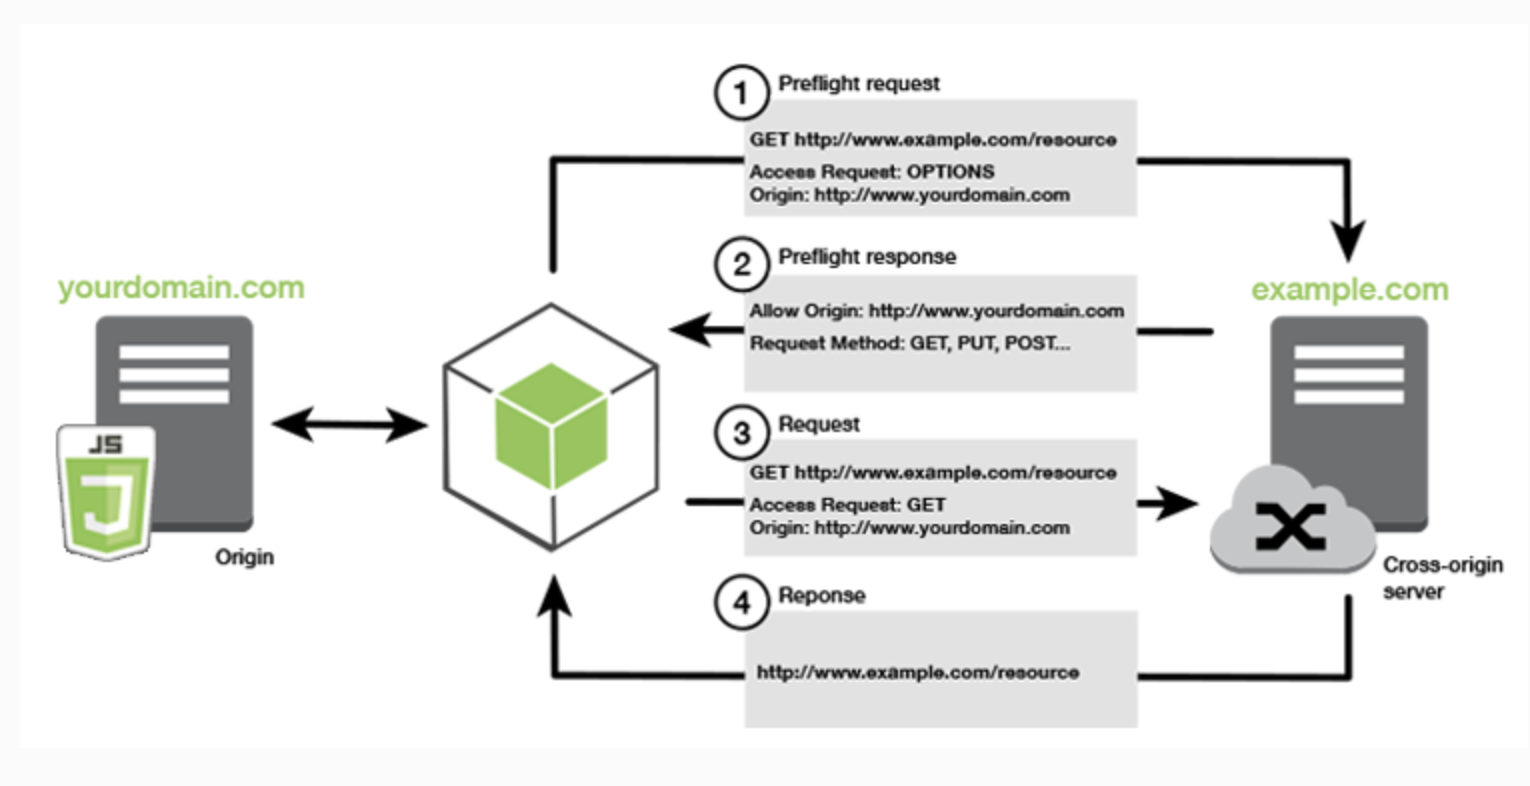 1
Preflight request
GET http://www.example.com/resource
Access Request: OPTIONS
Origin: http://www.yourdomain.com
2
Preflight response
Allow Origin: http://www.yourdomain.com
Request Method: GET, PUT, POST...
yourdomain.com
example.com
JS
Origin
3
Request
GET http://www.example.com/resource
Access Request: GET
Origin: http://www.yourdomain.com
Cross-origin
server
4
Reponse
http://www.example.com/resource